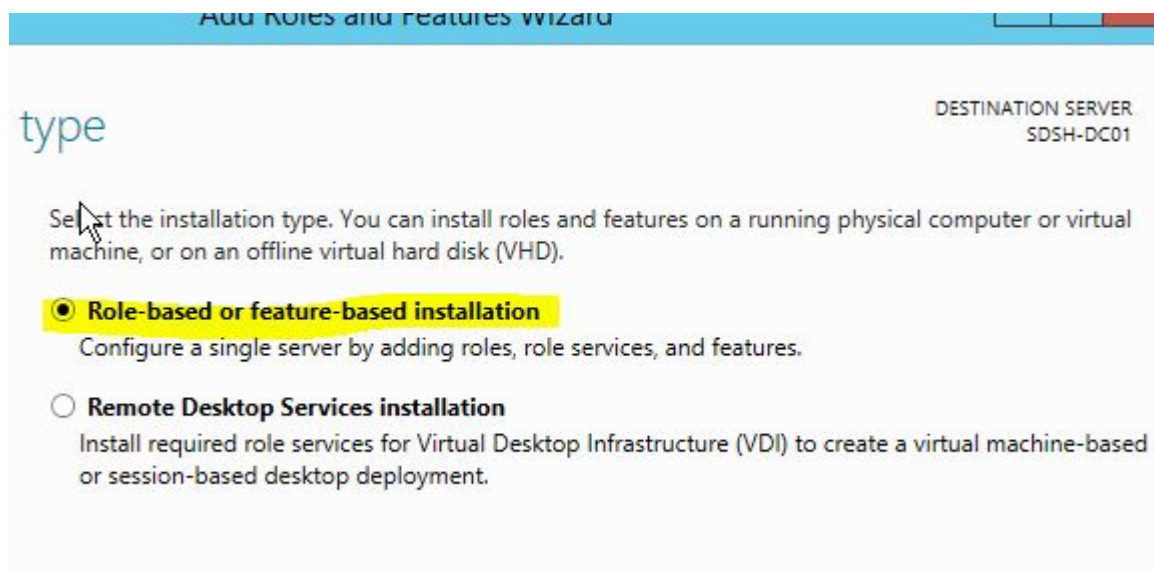 Add Roles and Features Wizard
type
DESTINATION SERVER
SDSH-DC01
Select the installation type. You can install roles and features on a running physical computer or virtual
machine, or on an offline virtual hard disk (VHD).
Role-based or feature-based installation
Configure a single server by adding roles, role services, and features.
Remote Desktop Services installation
Install required role services for Virtual Desktop Infrastructure (VDI) to create a virtual machine-based
or session-based desktop deployment.